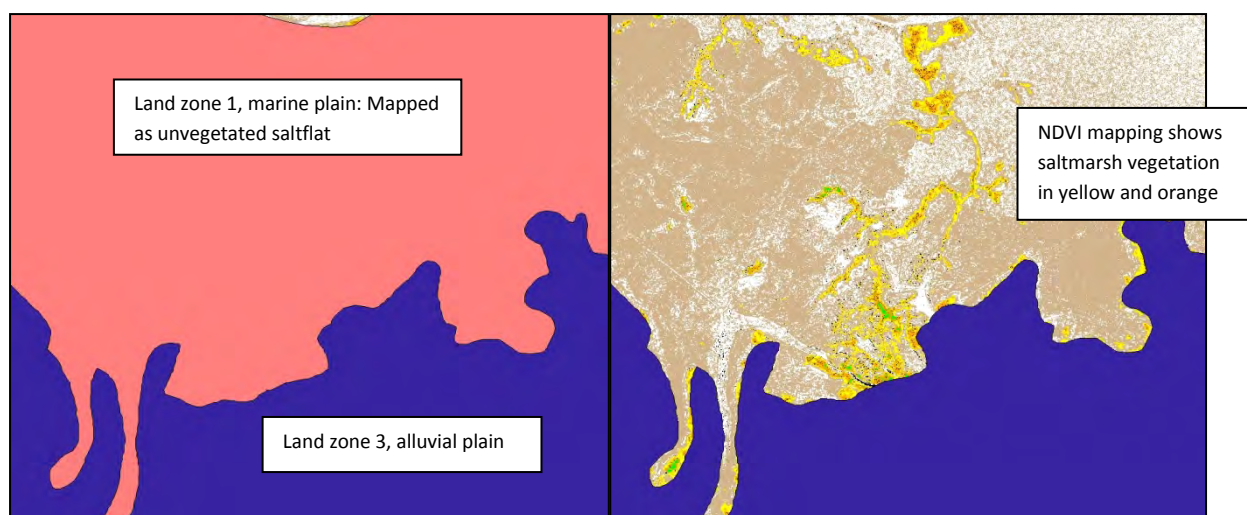 Land zone 1, marine plain: Mapped
as unvegetated saltflat
NDVI mapping shows
saltmarsh vegetation
in yellow and orange
Land zone 3, alluvial plain